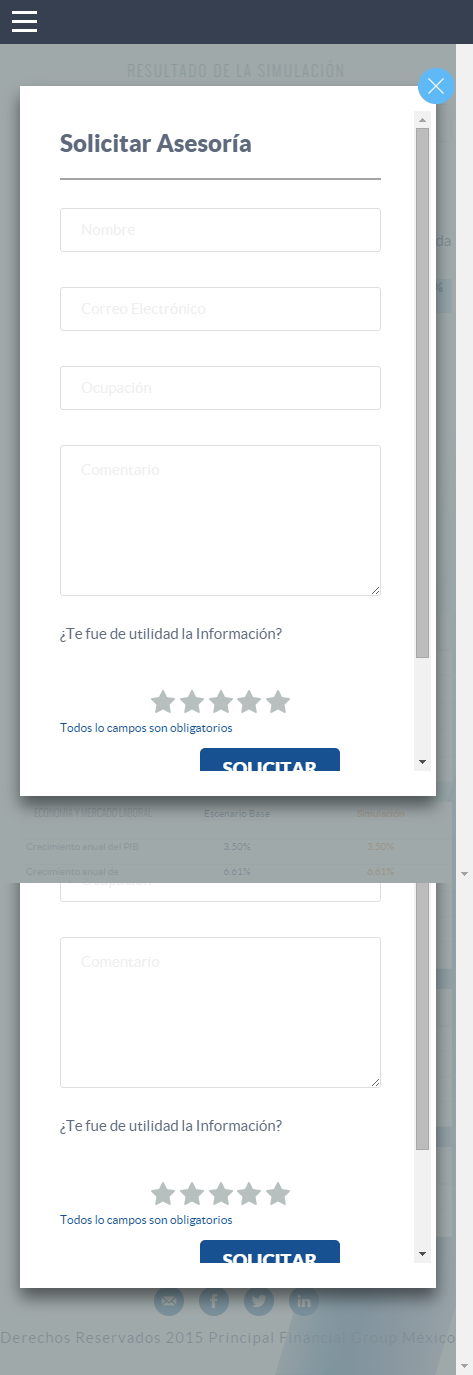 RESULTADO DE LA SIMULACIÓN
Solicitar Asesoría
da
Nombre
%
Correo Electrónico
Ocupación
Comentario
¿Te fue de utilidad la Información?
Todos lo campos son obligatorios
SOLICITAR
ECONOMÍA Y MERCADO LABORAL Escenario Base Simulación
Crecimiento anual del PIB 3.50% 3.50%
Crecimiento anual de 6.61% 6.61%
Ocupación
Comentario
¿Te fue de utilidad la Información?
Todos lo campos son obligatorios
SOLICITAR
Derechos Reservados 2015 Principal Financial Group México